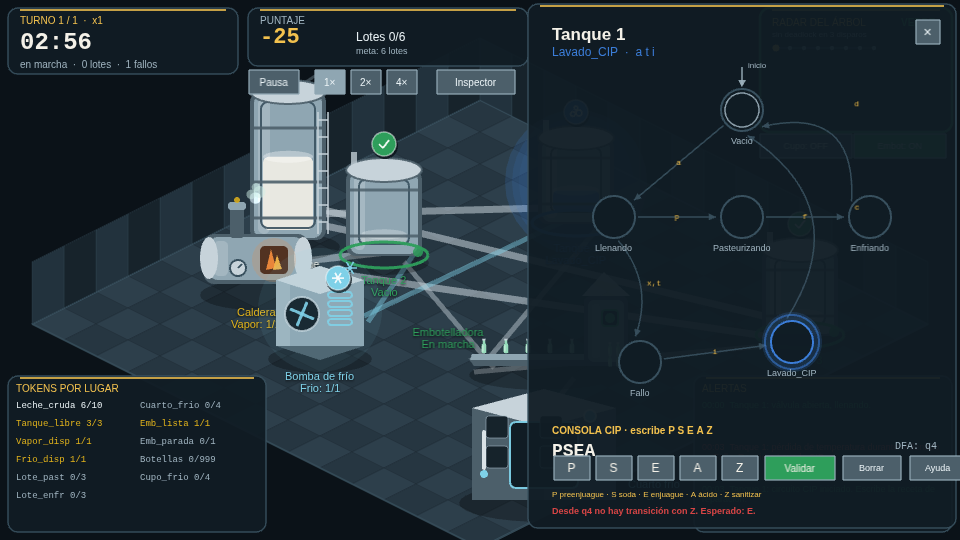 TURNO 1 / 1 · x1
02:56
en marcha · 0 lotes · 1 fallos
PUNTAJE
-25
Lotes 0/6
meta: 6 lotes
Pausa
1×
2×
4×
Inspector
Tanque 1
Lavado_CIP · a t i
×
Inicio
Vacio
d
a
Llenando
p
Pasteurizando
f
Enfriando
c
x,t
Fallo
i
Lavado_CIP
Vacio
Caldera
Vapor: 1/
Embotelladora
En marcha
Bomba de frío
Frio: 1/1
TOKENS POR LUGAR
Leche_cruda 6/10
Tanque_libre 3/3
Vapor_disp 1/1
Frio_disp 1/1
Lote_past 0/3
Lote_enfr 0/3
Cuarto_frio 0/4
Emb_lista 1/1
Emb_parada 0/1
Botellas 0/999
Cupo_frio 0/4
ALERTAS
CONSOLA CIP · escribe P S E A Z
PSEA
DFA: q4
P
S
E
A
Z
Validar
Borrar
Ayuda
P preenjuague · S soda · E enjuague · A ácido · Z sanitizar
Desde q4 no hay transición con Z. Esperado: E.